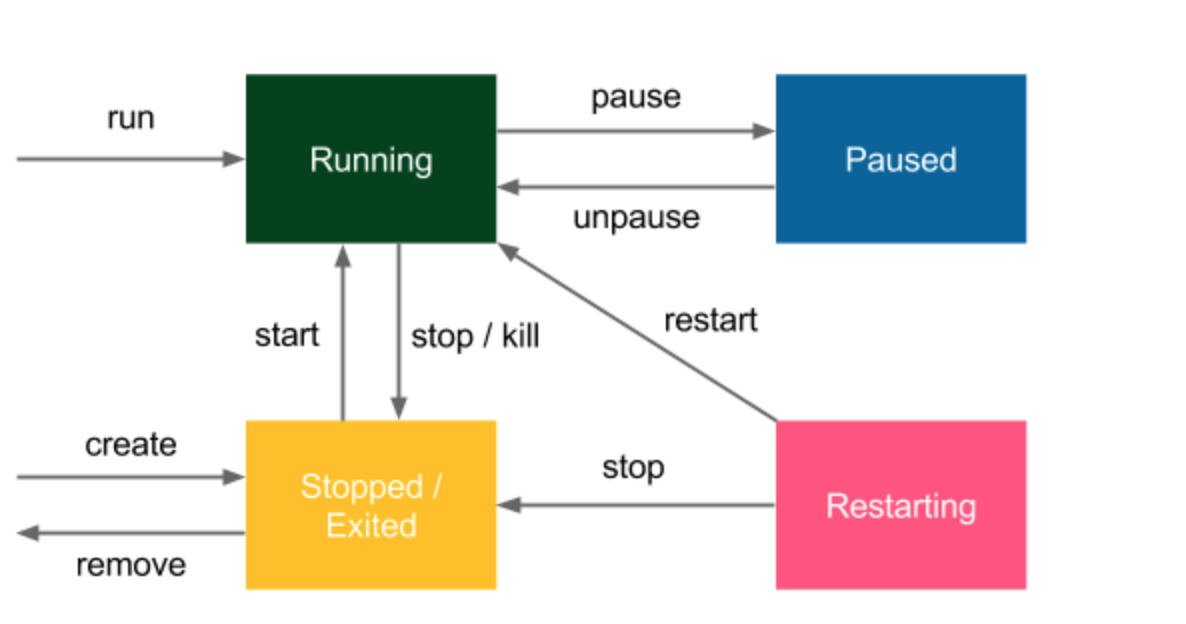 run
Running
pause
Paused
unpause
start
stop / kill
restart
create
Stopped /
Exited
stop
Restarting
remove